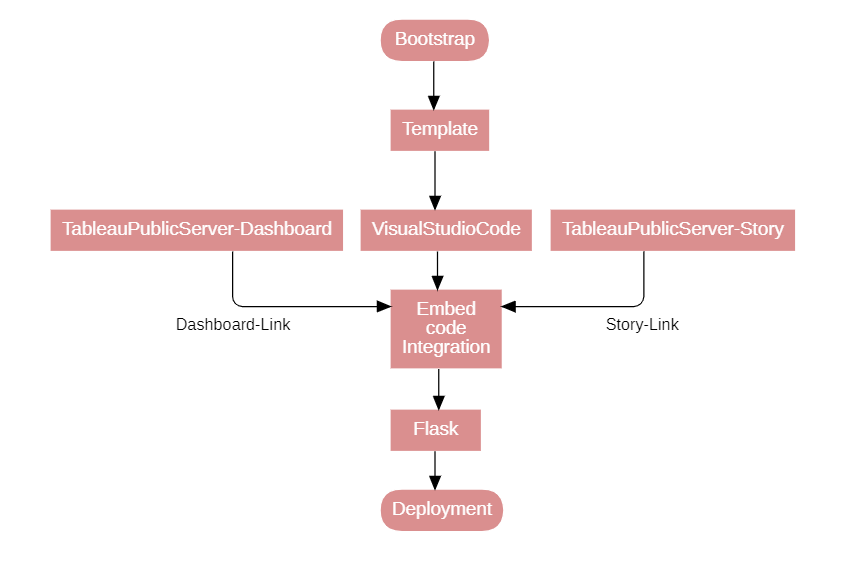 Bootstrap
Template
TableauPublicServer-Dashboard
VisualStudioCode
TableauPublicServer-Story
Embed
code
Integration
Dashboard-Link
Story-Link
Flask
Deployment